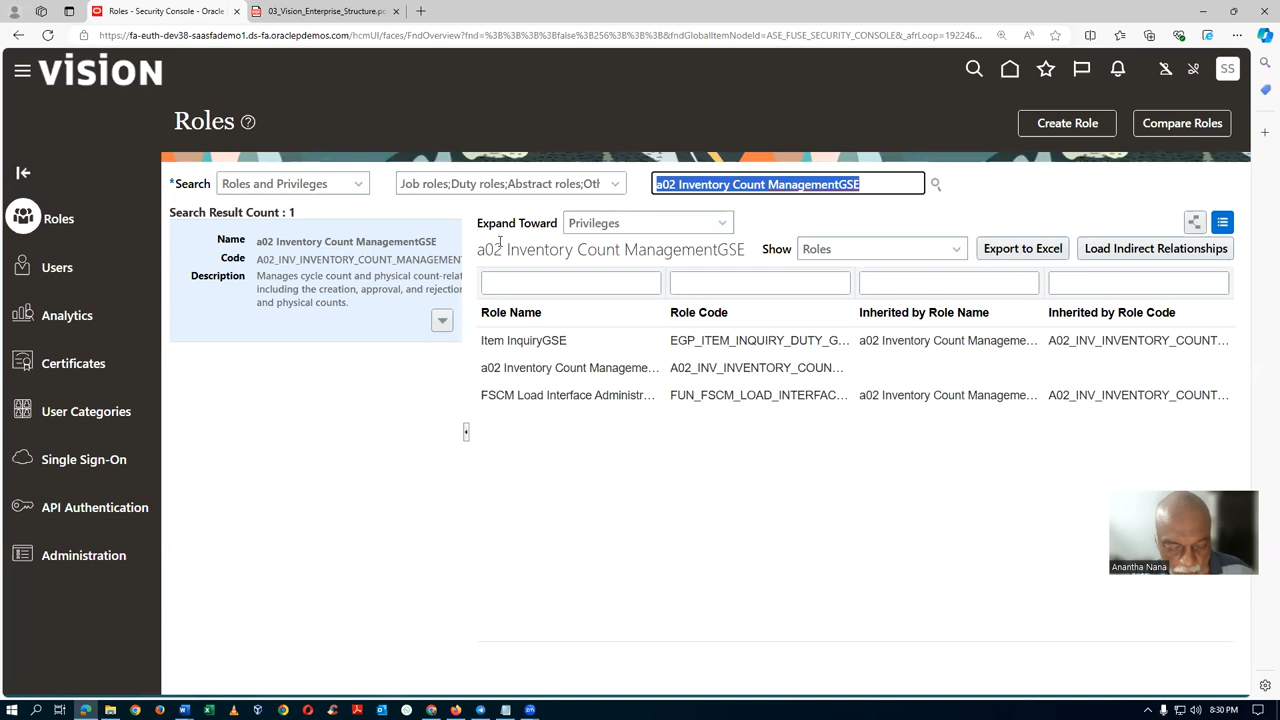 Roles - Security Console - Oracle
03_Vision_Enterprise_Structure.p
https://fa-euth-dev38-saasfademo1.ds-fa.oraclepdemos.com/hcmUI/faces/FndOverview?fnd=%3B%3B%3B%3Bfalse%3B256%3B%3B%3B&fndGlobalItemNodeId=ASE_FUSE_SECURITY_CONSOLE&_afrLoop=192246...
VISION
SS
Roles
Create Role
Compare Roles
*Search
Roles and Privileges
Job roles;Duty roles;Abstract roles;Oth
a02 Inventory Count ManagementGSE
Search Result Count : 1
Expand Toward
Privileges
Name
a02 Inventory Count ManagementGSE
Code
A02_INV_INVENTORY_COUNT_MANAGEMENT
Description
Manages cycle count and physical count-rela
including the creation, approval, and rejection
and physical counts.
a02 Inventory Count ManagementGSE
Show
Roles
Export to Excel
Load Indirect Relationships
Role Name
Role Code
Inherited by Role Name
Inherited by Role Code
Item InquiryGSE
EGP_ITEM_INQUIRY_DUTY_G...
a02 Inventory Count Manageme...
A02_INV_INVENTORY_COUNT...
a02 Inventory Count Manageme...
A02_INV_INVENTORY_COUN...
FSCM Load Interface Administr...
FUN_FSCM_LOAD_INTERFAC...
a02 Inventory Count Manageme...
A02_INV_INVENTORY_COUNT...
Roles
Users
Analytics
Certificates
User Categories
Single Sign-On
API Authentication
Administration
Anantha Nana
8:30 PM